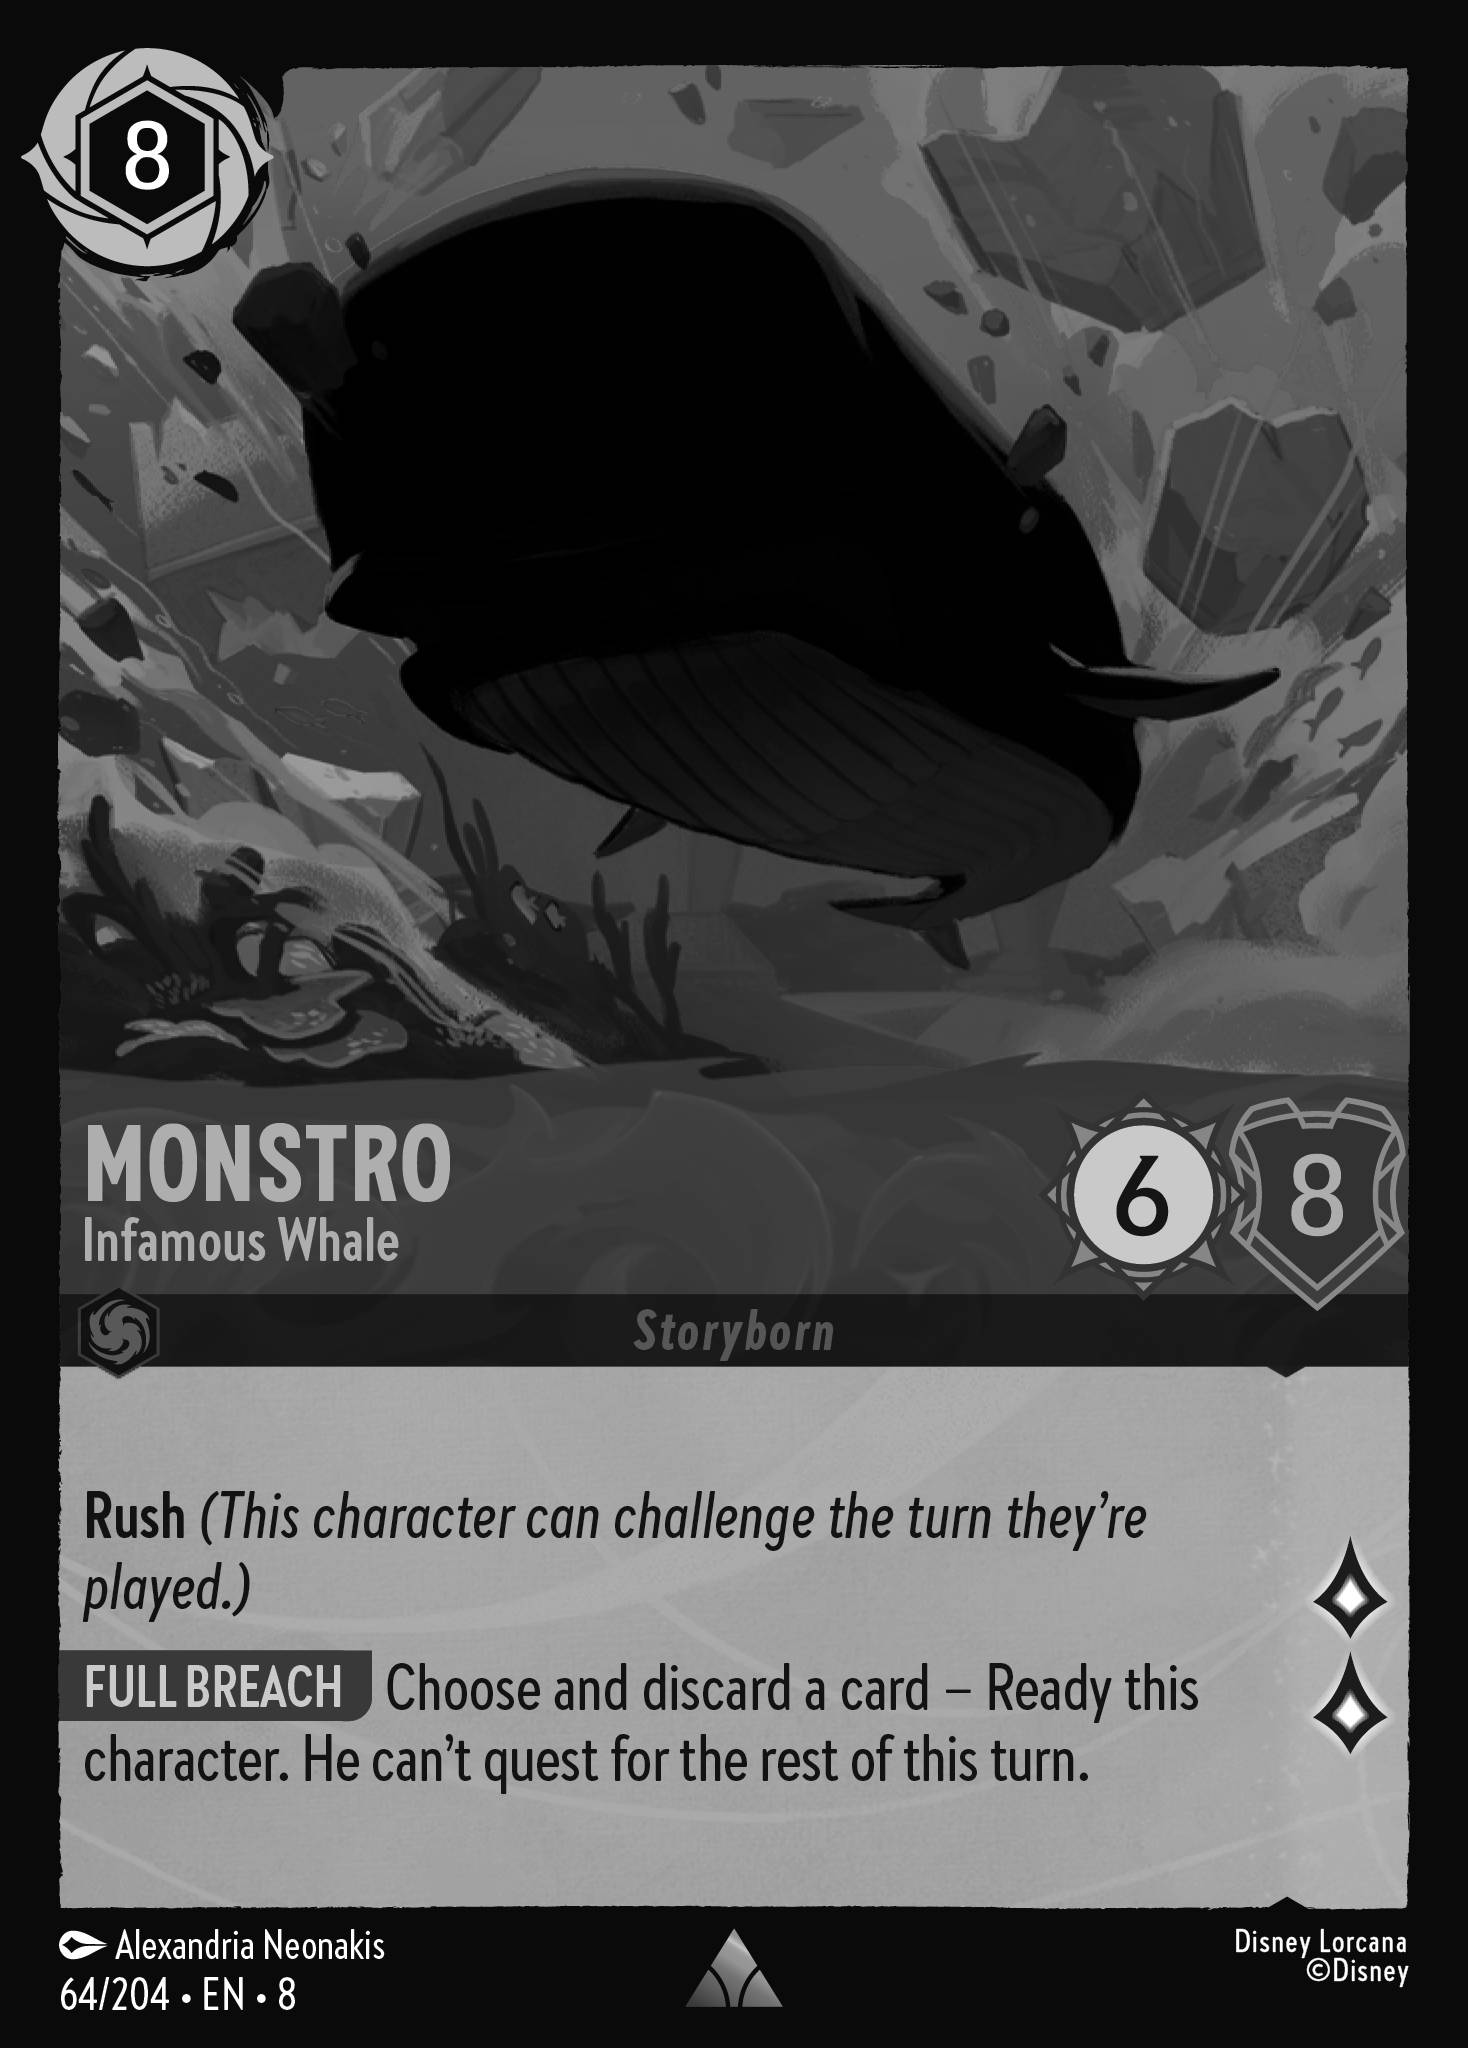 8
MONSTRO
Infamous Whale
6
8
Storyborn
Rush (This character can challenge the turn they’re
played.)
FULL BREACH Choose and discard a card – Ready this
character. He can’t quest for the rest of this turn.
Alexandria Neonakis
64/204 • EN • 8
Disney Lorcana
©Disney